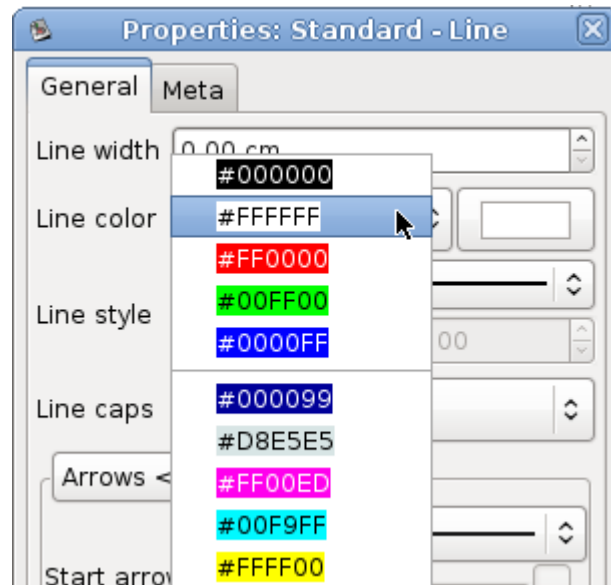 Properties: Standard - Line
General Meta
Line width 0,00 cm
#000000
Line color #FFFFFF
#FF0000
#00FF00
Line style
#0000FF 00
Line caps #000099
#D8E5E5
Arrows <
#FF00ED
#00F9FF
Start arrow
#FFFF00